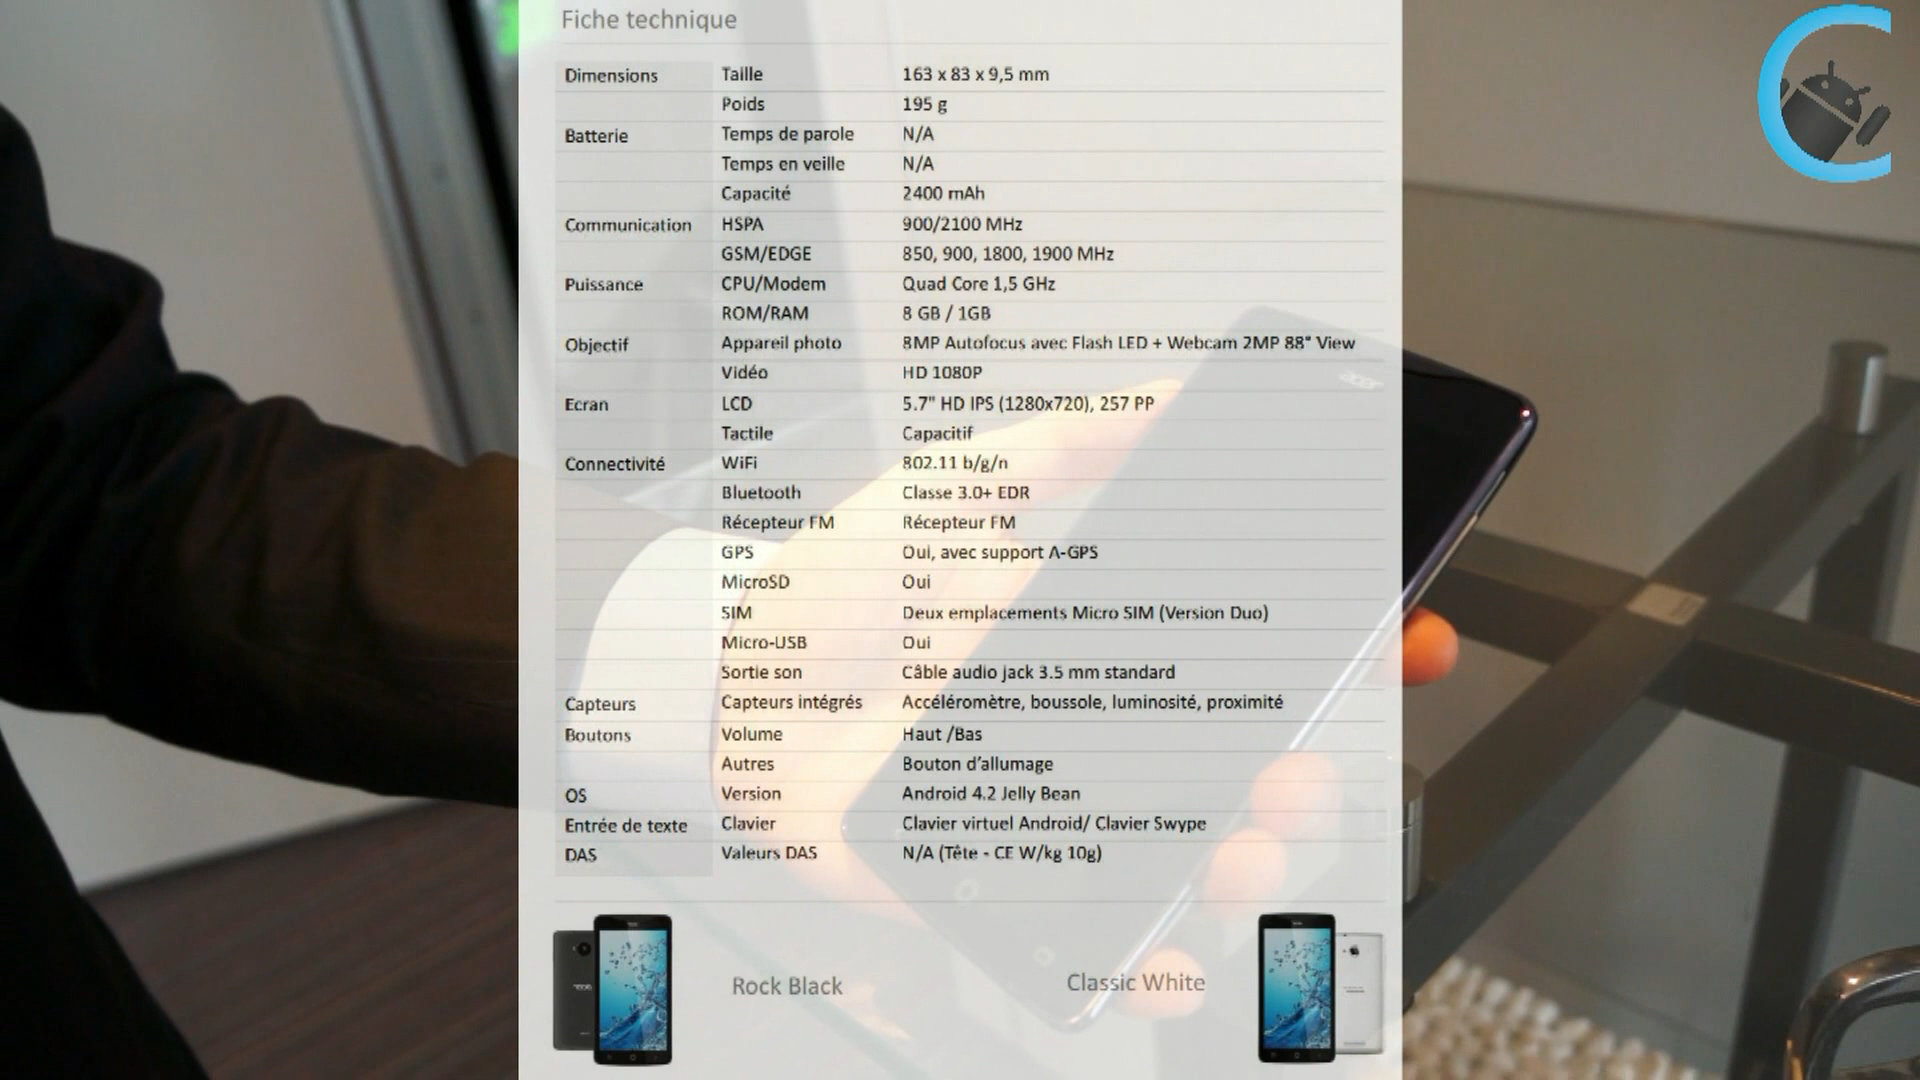 Fiche technique
Dimensions Taille 163 x 83 x 9,5 mm
Poids 195 g
Batterie Temps de parole N/A
Temps en veille N/A
Capacité 2400 mAh
Communication HSPA 900/2100 MHz
GSM/EDGE 850, 900, 1800, 1900 MHz
Puissance CPU/Modem Quad Core 1,5 GHz
ROM/RAM 8 GB / 1GB
Objectif Appareil photo 8MP Autofocus avec Flash LED + Webcam 2MP 88° View
Vidéo HD 1080P
acer
Ecran LCD 5.7" HD IPS (1280x720), 257 PP
Tactile Capacitif
Connectivité WiFi 802.11 b/g/n
Bluetooth Classe 3.0+ EDR
Récepteur FM Récepteur FM
GPS Oui, avec support A-GPS
MicroSD Oui
SIM Deux emplacements Micro SIM (Version Duo)
Micro-USB Oui
Sortie son Câble audio jack 3.5 mm standard
Capteurs Capteurs intégrés Accéléromètre, boussole, luminosité, proximité
Boutons Volume Haut /Bas
Autres Bouton d’allumage
OS Version Android 4.2 Jelly Bean
Entrée de texte Clavier Clavier virtuel Android/ Clavier Swype
DAS Valeurs DAS N/A (Tête - CE W/kg 10g)
Rock Black
Classic White